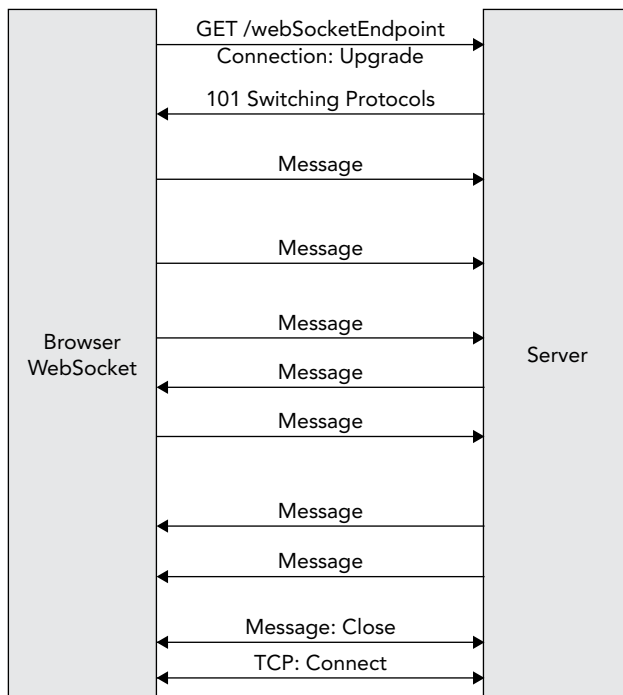 GET /webSocketEndpoint
Connection: Upgrade
101 Switching Protocols
Message
Message
Message
Browser
WebSocket
Server
Message
Message
Message
Message
Message: Close
TCP: Connect